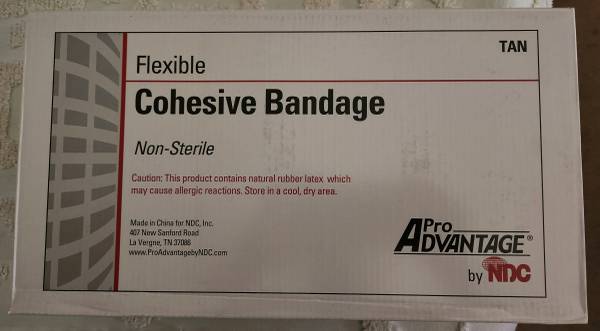 TAN
Flexible
Cohesive Bandage
Non-Sterile
Caution: This product contains natural rubber latex which
may cause allergic reactions. Store in a cool, dry area.
Made in China for NDC, Inc.
407 New Sanford Road
La Vergne, TN 37086
www.ProAdvantagebyNDC.com
Pro
ADVANTAGE®
by NDC